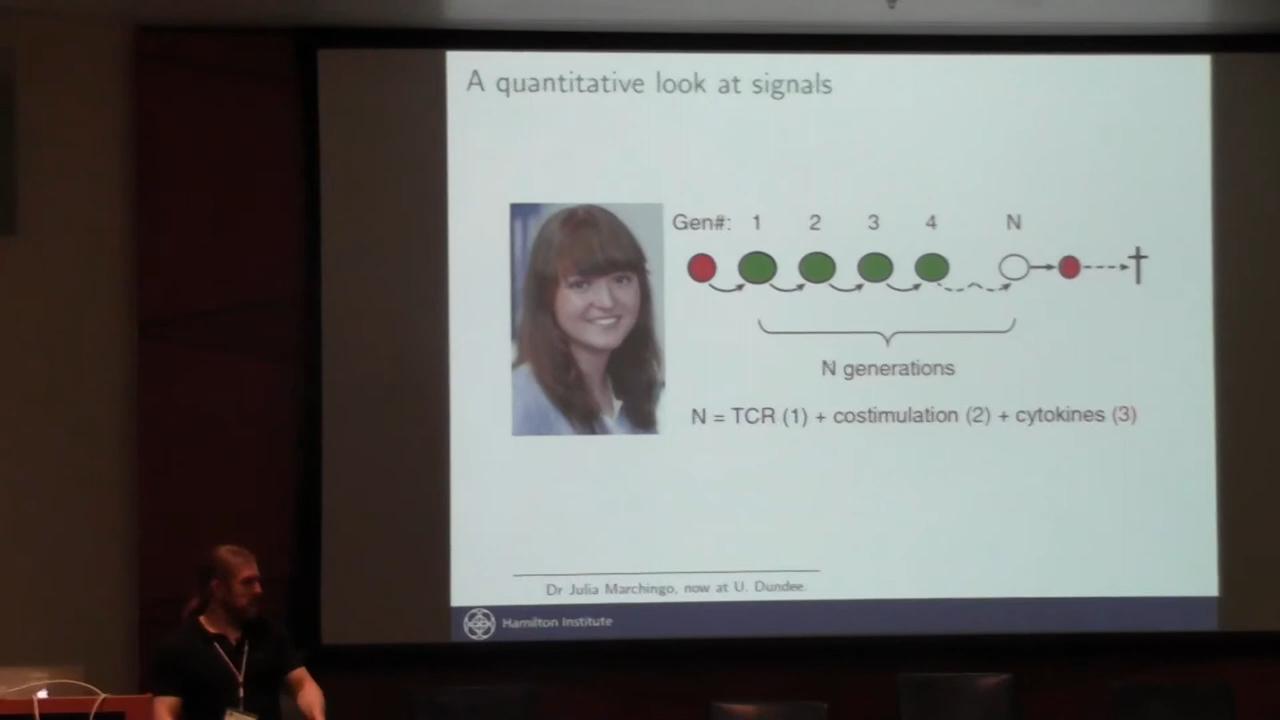 A quantitative look at signals
Gen#: 1 2 3 4 N
N generations
N = TCR (1) + costimulation (2) + cytokines (3)
Dr Julia Marchingo, now at U. Dundee.
Hamilton Institute